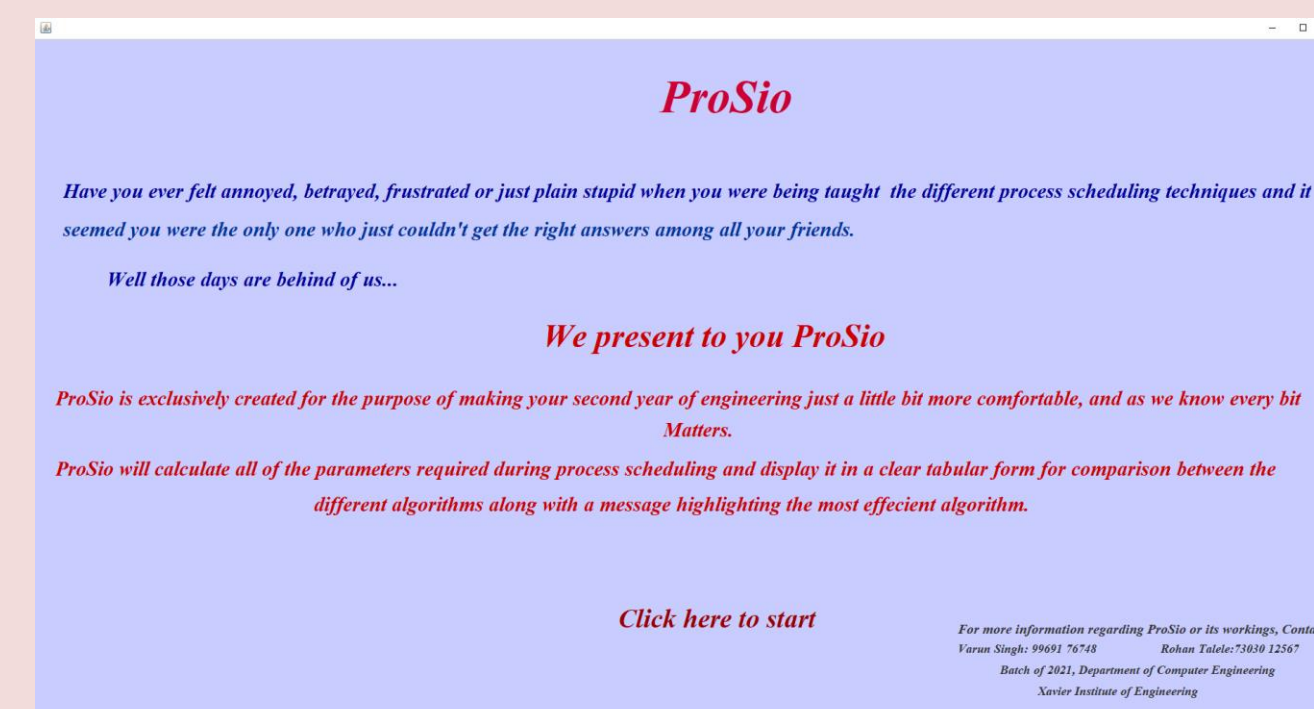 ProSio
Have you ever felt annoyed, betrayed, frustrated or just plain stupid when you were being taught  the different process scheduling techniques and it
seemed you were the only one who just couldn't get the right answers among all your friends.
Well those days are behind of us...
We present to you ProSio
ProSio is exclusively created for the purpose of making your second year of engineering just a little bit more comfortable, and as we know every bit
Matters.
ProSio will calculate all of the parameters required during process scheduling and display it in a clear tabular form for comparison between the
different algorithms along with a message highlighting the most effecient algorithm.
Click here to start
For more information regarding ProSio or its workings,
Varun Singh: 99691 76748 Rohan Talele:73030 12567
Batch of 2021, Department of Computer Engineering
Xavier Institute of Engineering